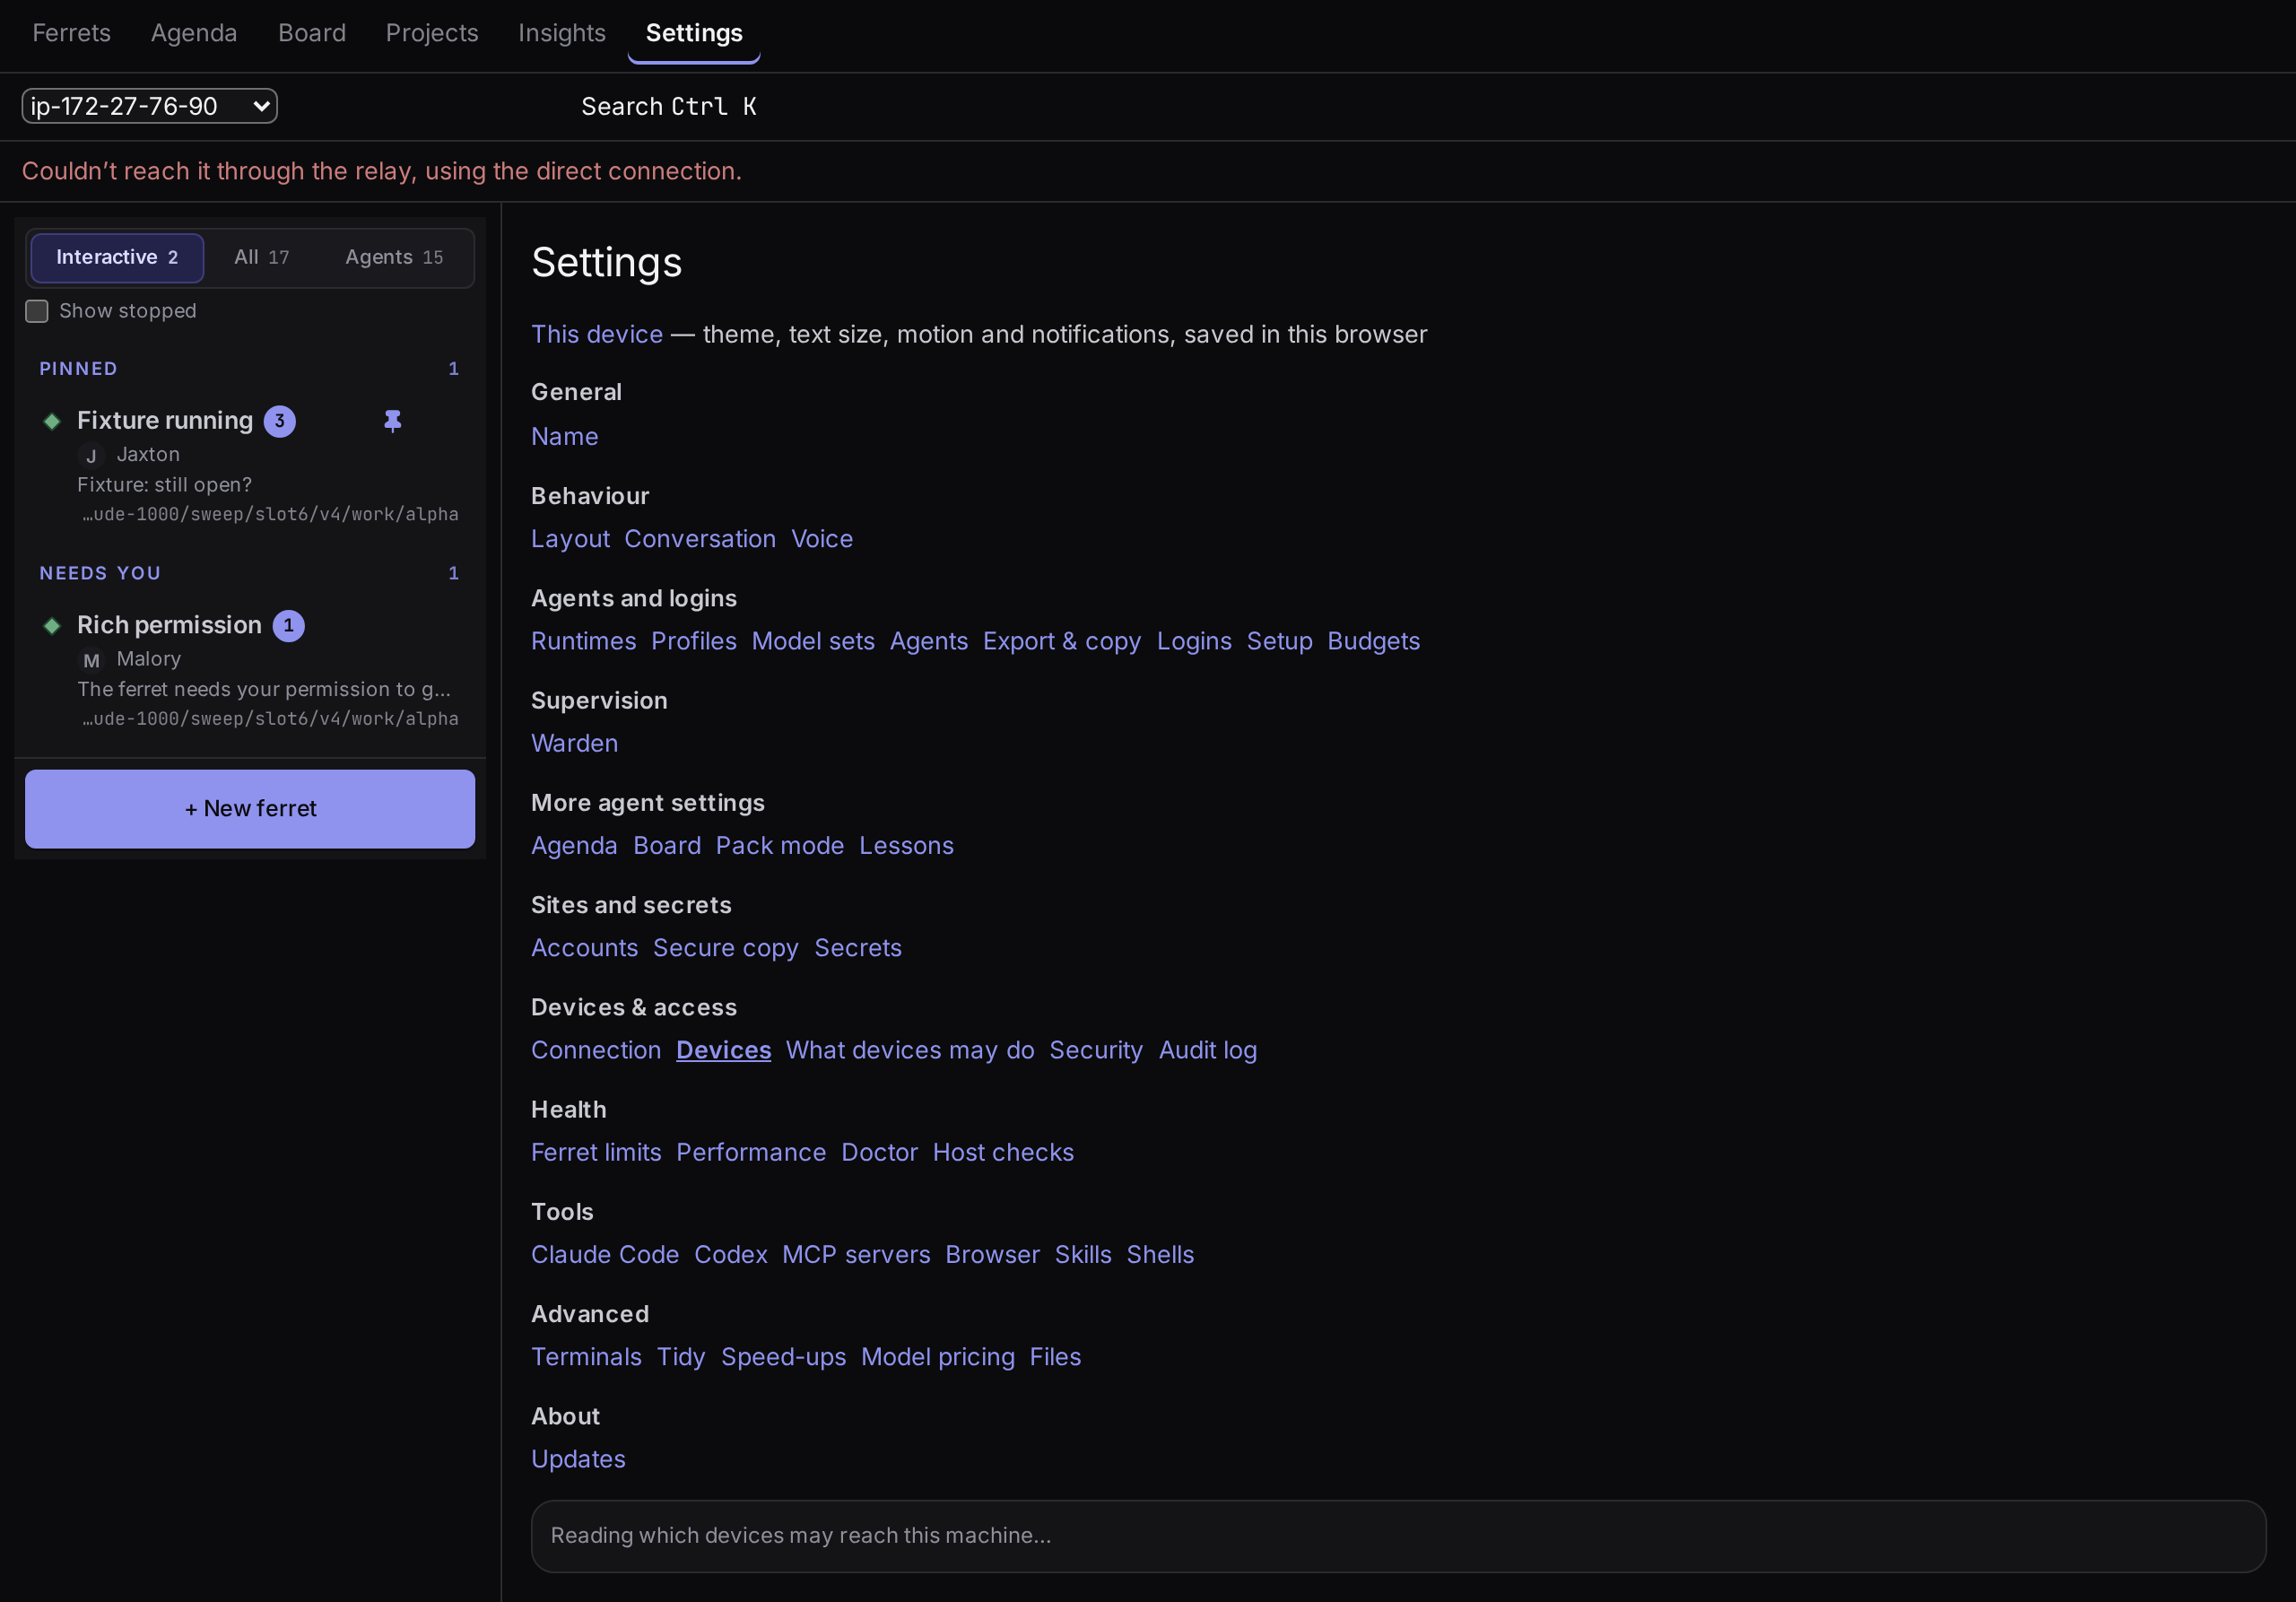 Ferrets Agenda Board Projects Insights Settings
ip-172-27-76-90 Search Ctrl K
Couldn’t reach it through the relay, using the direct connection.
Interactive 2 All 17 Agents 15
Show stopped
PINNED 1
Fixture running 3
J Jaxton
Fixture: still open?
…ude-1000/sweep/slot6/v4/work/alpha
NEEDS YOU 1
Rich permission 1
M Malory
The ferret needs your permission to g…
…ude-1000/sweep/slot6/v4/work/alpha
+ New ferret
Settings
This device — theme, text size, motion and notifications, saved in this browser
General
Name
Behaviour
Layout Conversation Voice
Agents and logins
Runtimes Profiles Model sets Agents Export & copy Logins Setup Budgets
Supervision
Warden
More agent settings
Agenda Board Pack mode Lessons
Sites and secrets
Accounts Secure copy Secrets
Devices & access
Connection Devices What devices may do Security Audit log
Health
Ferret limits Performance Doctor Host checks
Tools
Claude Code Codex MCP servers Browser Skills Shells
Advanced
Terminals Tidy Speed-ups Model pricing Files
About
Updates
Reading which devices may reach this machine…